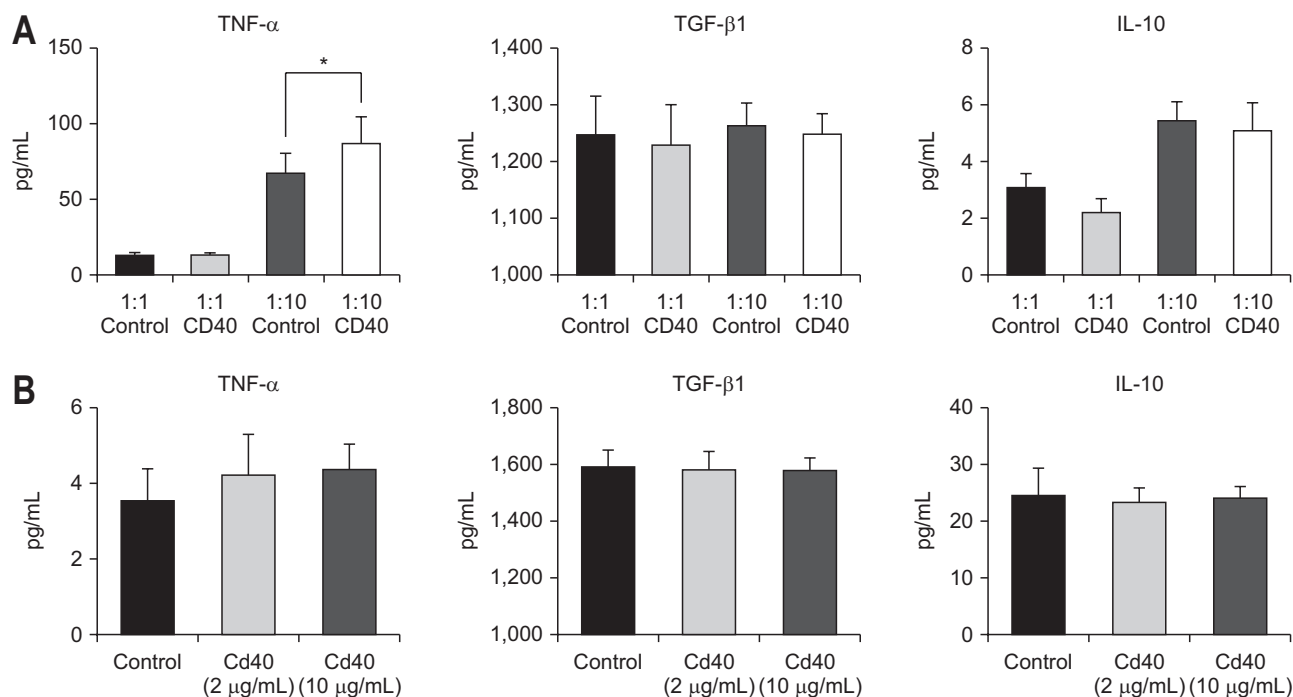 A
TNF-α
150
100
50
0
pg/mL
*
1:1 Control
1:1 CD40
1:10 Control
1:10 CD40
TGF-β1
1,400
1,300
1,200
1,100
1,000
pg/mL
1:1 Control
1:1 CD40
1:10 Control
1:10 CD40
IL-10
8
6
4
2
0
pg/mL
1:1 Control
1:1 CD40
1:10 Control
1:10 CD40
B
TNF-α
6
4
2
0
pg/mL
Control
Cd40 (2 μg/mL)
Cd40 (10 μg/mL)
TGF-β1
1,800
1,600
1,400
1,200
1,000
pg/mL
Control
Cd40 (2 μg/mL)
Cd40 (10 μg/mL)
IL-10
40
30
20
10
0
pg/mL
Control
Cd40 (2 μg/mL)
Cd40 (10 μg/mL)